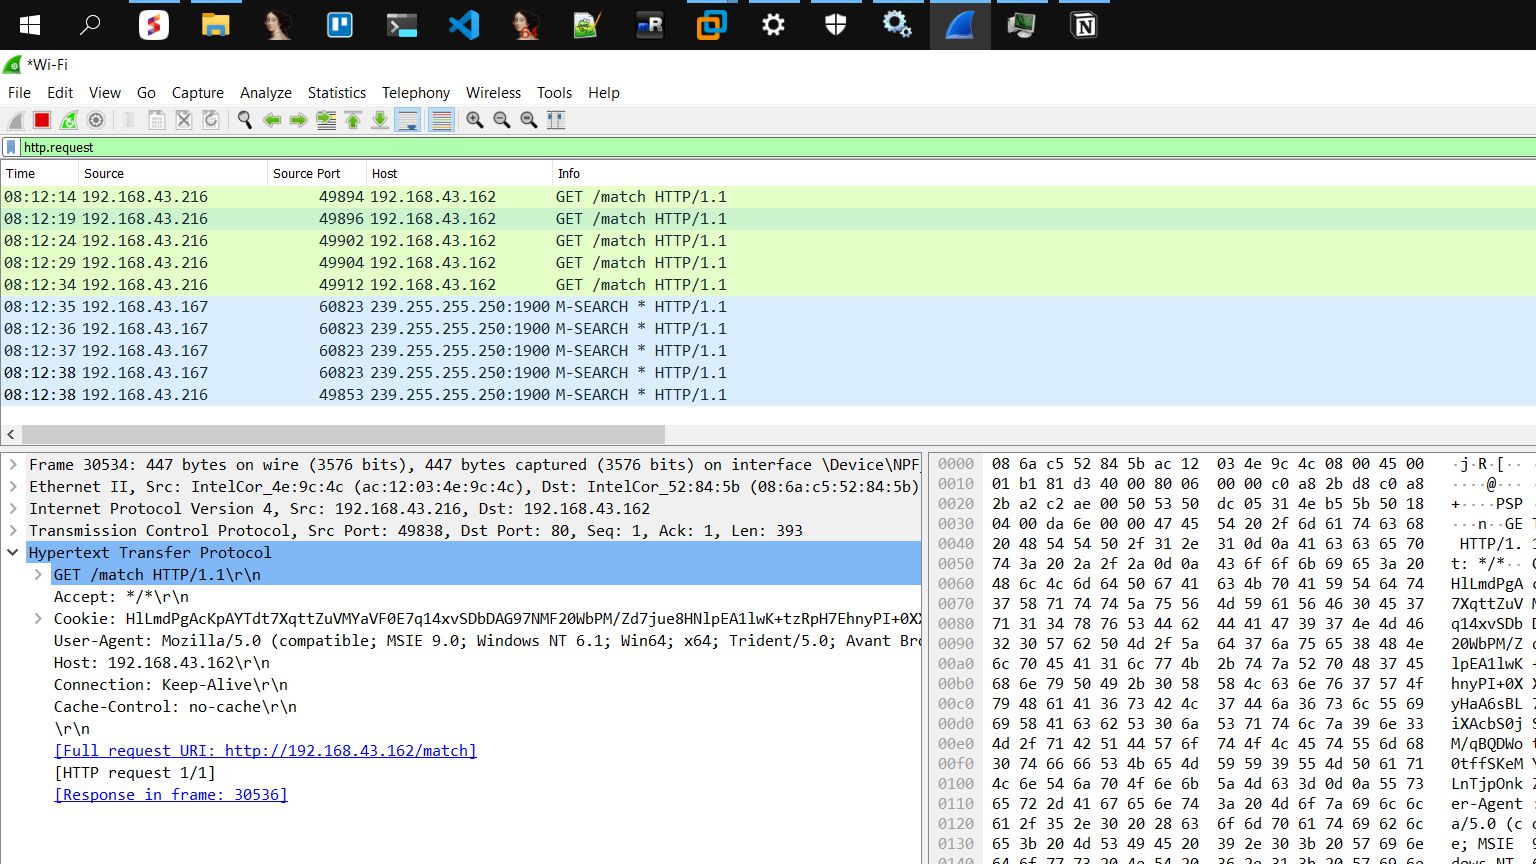 *Wi-Fi
File Edit View Go Capture Analyze Statistics Telephony Wireless Tools Help
http.request
Time Source Source Port Host Info
08:12:14 192.168.43.216 49894 192.168.43.162 GET /match HTTP/1.1
08:12:19 192.168.43.216 49896 192.168.43.162 GET /match HTTP/1.1
08:12:24 192.168.43.216 49902 192.168.43.162 GET /match HTTP/1.1
08:12:29 192.168.43.216 49904 192.168.43.162 GET /match HTTP/1.1
08:12:34 192.168.43.216 49912 192.168.43.162 GET /match HTTP/1.1
08:12:35 192.168.43.167 60823 239.255.255.250:1900 M-SEARCH * HTTP/1.1
08:12:36 192.168.43.167 60823 239.255.255.250:1900 M-SEARCH * HTTP/1.1
08:12:37 192.168.43.167 60823 239.255.255.250:1900 M-SEARCH * HTTP/1.1
08:12:38 192.168.43.167 60823 239.255.255.250:1900 M-SEARCH * HTTP/1.1
08:12:38 192.168.43.216 49853 239.255.255.250:1900 M-SEARCH * HTTP/1.1
Frame 30534: 447 bytes on wire (3576 bits), 447 bytes captured (3576 bits) on interface \Device\NPF_
Ethernet II, Src: IntelCor_4e:9c:4c (ac:12:03:4e:9c:4c), Dst: IntelCor_52:84:5b (08:6a:c5:52:84:5b)
Internet Protocol Version 4, Src: 192.168.43.216, Dst: 192.168.43.162
Transmission Control Protocol, Src Port: 49838, Dst Port: 80, Seq: 1, Ack: 1, Len: 393
Hypertext Transfer Protocol
GET /match HTTP/1.1\r\n
Accept: */*\r\n
Cookie: HlLmdPgAcKpAYTdt7XqttZuVMYaVF0E7q14xvSDbDAG97NMF20WbPM/Zd7jue8HNlpEA1lwK+tzRpH7EhnyPI+0XX
User-Agent: Mozilla/5.0 (compatible; MSIE 9.0; Windows NT 6.1; Win64; x64; Trident/5.0; Avant Bro
Host: 192.168.43.162\r\n
Connection: Keep-Alive\r\n
Cache-Control: no-cache\r\n
\r\n
[Full request URI: http://192.168.43.162/match]
[HTTP request 1/1]
[Response in frame: 30536]
0000 08 6a c5 52 84 5b ac 12 03 4e 9c 4c 08 00 45 00 ·j·R·[··
0010 01 b1 81 d3 40 00 80 06 00 00 c0 a8 2b d8 c0 a8 ····@···
0020 2b a2 c2 ae 00 50 53 50 dc 05 31 4e b5 5b 50 18 +····PSP
0030 04 00 da 6e 00 00 47 45 54 20 2f 6d 61 74 63 68 ···n··GE T
0040 20 48 54 54 50 2f 31 2e 31 0d 0a 41 63 63 65 70 HTTP/1. 1
0050 74 3a 20 2a 2f 2a 0d 0a 43 6f 6f 6b 69 65 3a 20 t: */*·· C
0060 48 6c 4c 6d 64 50 67 41 63 4b 70 41 59 54 64 74 HlLmdPgA c
0070 37 58 71 74 74 5a 75 56 4d 59 61 56 46 30 45 37 7XqttZuV M
0080 71 31 34 78 76 53 44 62 44 41 47 39 37 4e 4d 46 q14xvSDb D
0090 32 30 57 62 50 4d 2f 5a 64 37 6a 75 65 38 48 4e 20WbPM/Z d
00a0 6c 70 45 41 31 6c 77 4b 2b 74 7a 52 70 48 37 45 lpEA1lwK +
00b0 68 6e 79 50 49 2b 30 58 58 4c 63 6e 76 37 57 4f hnyPI+0X X
00c0 79 48 61 41 36 73 42 4c 37 44 6a 36 73 6c 55 69 yHaA6sBL 7
00d0 69 58 41 63 62 53 30 6a 53 71 74 6c 7a 39 6e 33 iXAcbS0j S
00e0 4d 2f 71 42 51 44 57 6f 74 4f 4c 45 74 55 6d 68 M/qBQDWo t
00f0 30 74 66 66 53 4b 65 4d 59 59 39 55 4d 50 61 71 0tffSKeM Y
0100 4c 6e 54 6a 70 4f 6e 6b 5a 4d 63 3d 0d 0a 55 73 LnTjpOnk Z
0110 65 72 2d 41 67 65 6e 74 3a 20 4d 6f 7a 69 6c 6c er-Agent :
0120 61 2f 35 2e 30 20 28 63 6f 6d 70 61 74 69 62 6c a/5.0 (c o
0130 65 3b 20 4d 53 49 45 20 39 2e 30 3b 20 57 69 6e e; MSIE 9
0140 64 6f 77 73 20 4e 54 20 36 2e 31 3b 20 57 69 6e dows NT 6